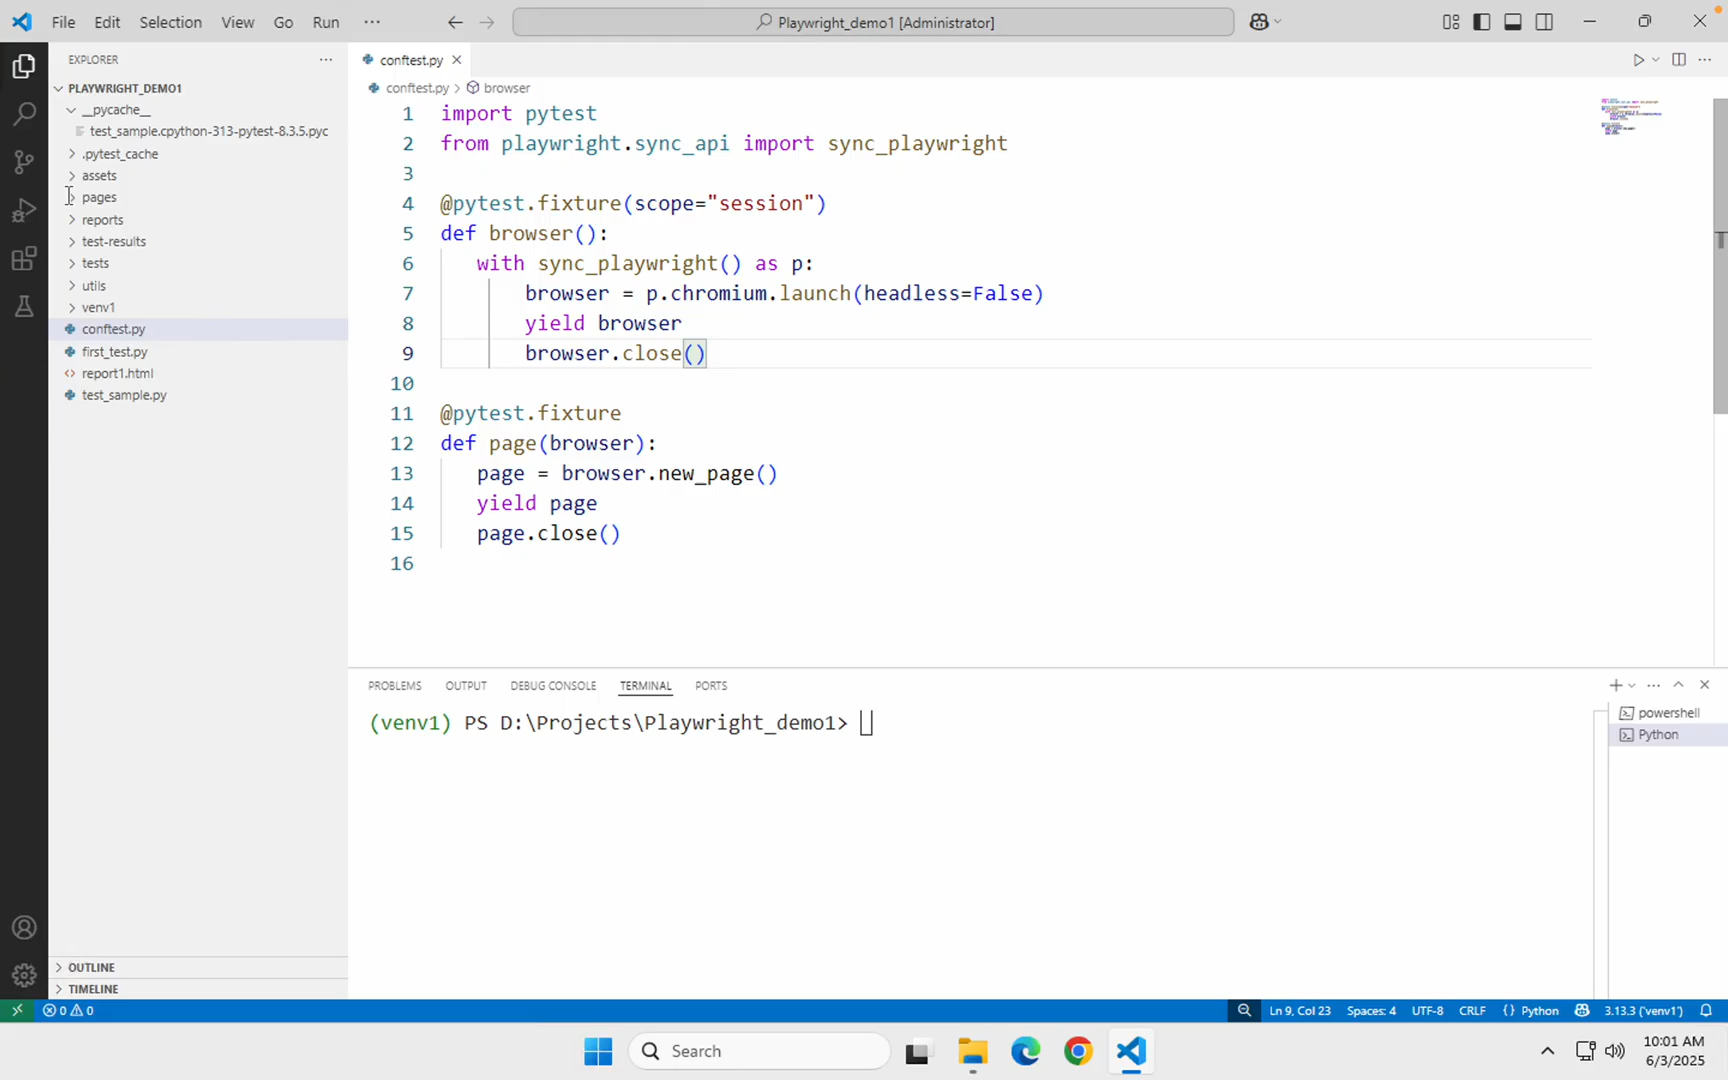 File Edit Selection View Go Run ···
Playwright_demo1 [Administrator]
EXPLORER
PLAYWRIGHT_DEMO1
__pycache__
test_sample.cpython-313-pytest-8.3.5.pyc
.pytest_cache
assets
pages
reports
test-results
tests
utils
venv1
conftest.py
first_test.py
report1.html
test_sample.py
OUTLINE
TIMELINE
conftest.py
conftest.py > browser
1 import pytest
2 from playwright.sync_api import sync_playwright
3
4 @pytest.fixture(scope="session")
5 def browser():
6 with sync_playwright() as p:
7 browser = p.chromium.launch(headless=False)
8 yield browser
9 browser.close()
10
11 @pytest.fixture
12 def page(browser):
13 page = browser.new_page()
14 yield page
15 page.close()
16
PROBLEMS OUTPUT DEBUG CONSOLE TERMINAL PORTS
(venv1) PS D:\Projects\Playwright_demo1>
powershell
Python
0 0 Ln 9, Col 23 Spaces: 4 UTF-8 CRLF {} Python 3.13.3 ('venv1')
Search
10:01 AM
6/3/2025